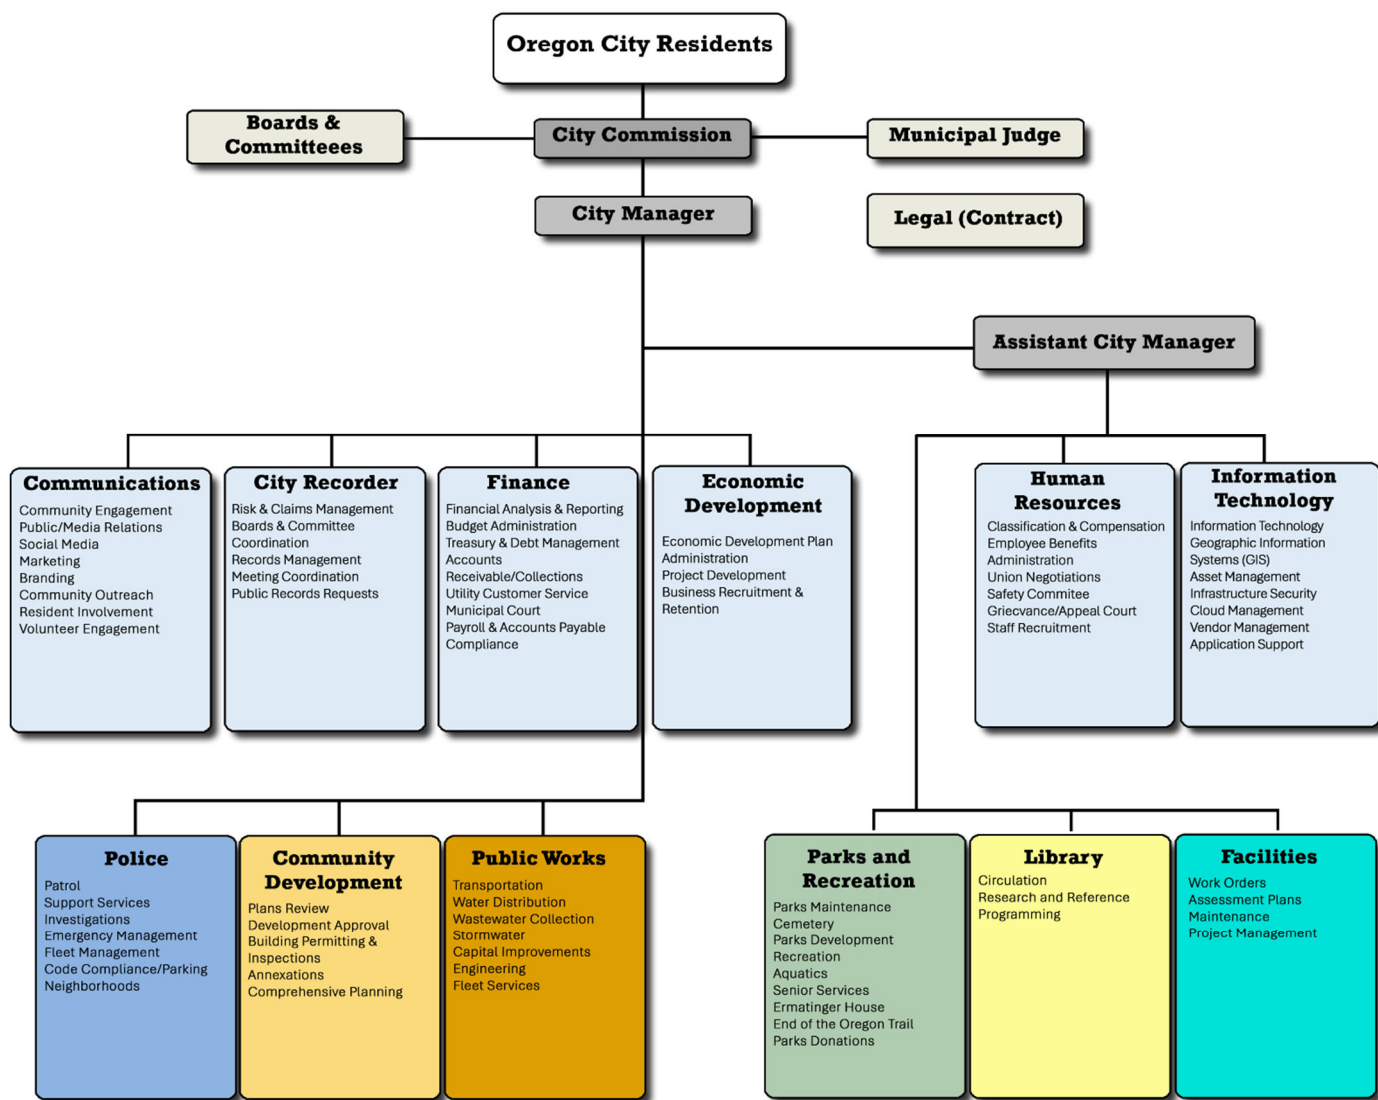 Oregon City Residents
Boards &
Committeees
City Commission
Municipal Judge
City Manager
Legal (Contract)
Assistant City Manager
Communications
Community Engagement
Public/Media Relations
Social Media
Marketing
Branding
Community Outreach
Resident Involvement
Volunteer Engagement
City Recorder
Risk & Claims Management
Boards & Committee
Coordination
Records Management
Meeting Coordination
Public Records Requests
Finance
Financial Analysis & Reporting
Budget Administration
Treasury & Debt Management
Accounts
Receivable/Collections
Utility Customer Service
Municipal Court
Payroll & Accounts Payable
Compliance
Economic
Development
Economic Development Plan
Administration
Project Development
Business Recruitment &
Retention
Human
Resources
Classification & Compensation
Employee Benefits
Administration
Union Negotiations
Safety Commitee
Griecvance/Appeal Court
Staff Recruitment
Information
Technology
Information Technology
Geographic Information
Systems (GIS)
Asset Management
Infrastructure Security
Cloud Management
Vendor Management
Application Support
Police
Patrol
Support Services
Investigations
Emergency Management
Fleet Management
Code Compliance/Parking
Neighborhoods
Community
Development
Plans Review
Development Approval
Building Permitting &
Inspections
Annexations
Comprehensive Planning
Public Works
Transportation
Water Distribution
Wastewater Collection
Stormwater
Capital Improvements
Engineering
Fleet Services
Parks and
Recreation
Parks Maintenance
Cemetery
Parks Development
Recreation
Aquatics
Senior Services
Ermatinger House
End of the Oregon Trail
Parks Donations
Library
Circulation
Research and Reference
Programming
Facilities
Work Orders
Assessment Plans
Maintenance
Project Management